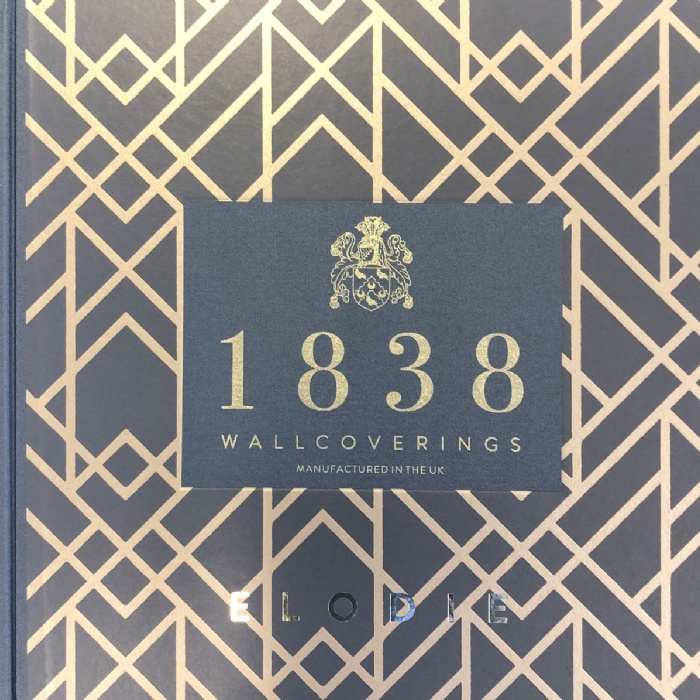 1838
WALLCOVERINGS
MANUFACTURED IN THE UK
ELODIE